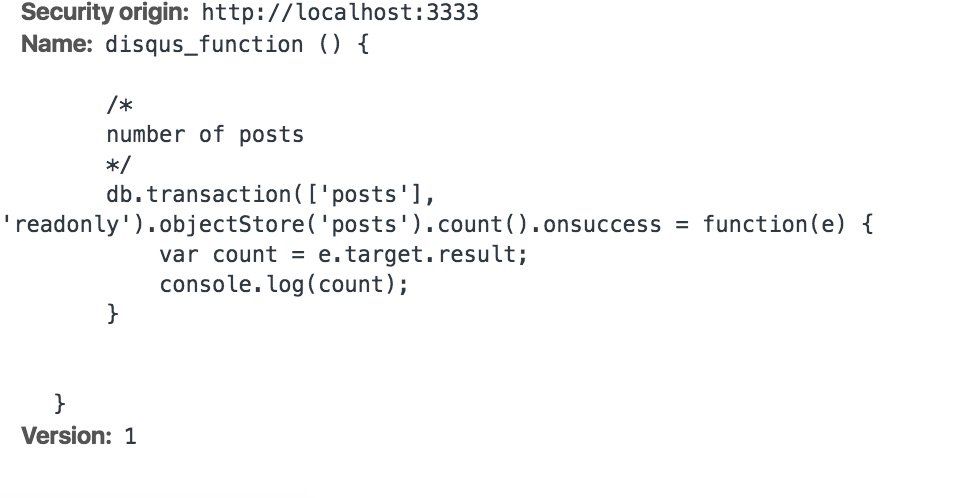 Security origin: http://localhost:3333
Name: disqus_function () {
/*
number of posts
*/
db.transaction(['posts'],
'readonly').objectStore('posts').count().onsuccess = function(e) {
var count = e.target.result;
console.log(count);
}
}
Version: 1